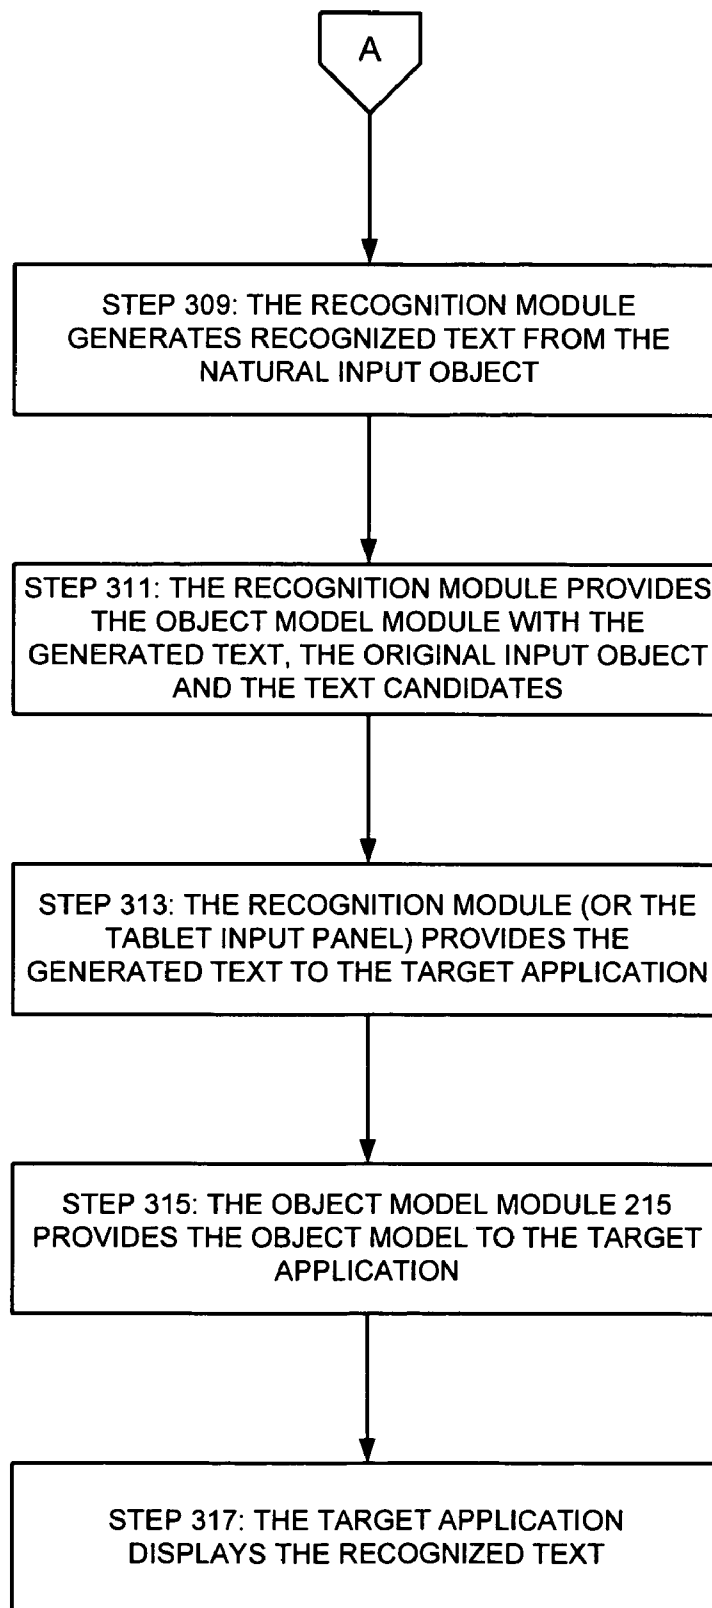 A
STEP 309: THE RECOGNITION MODULE
GENERATES RECOGNIZED TEXT FROM THE
NATURAL INPUT OBJECT
STEP 311: THE RECOGNITION MODULE PROVIDES
THE OBJECT MODEL MODULE WITH THE
GENERATED TEXT, THE ORIGINAL INPUT OBJECT
AND THE TEXT CANDIDATES
STEP 313: THE RECOGNITION MODULE (OR THE
TABLET INPUT PANEL) PROVIDES THE
GENERATED TEXT TO THE TARGET APPLICATION
STEP 315: THE OBJECT MODEL MODULE 215
PROVIDES THE OBJECT MODEL TO THE TARGET
APPLICATION
STEP 317: THE TARGET APPLICATION
DISPLAYS THE RECOGNIZED TEXT